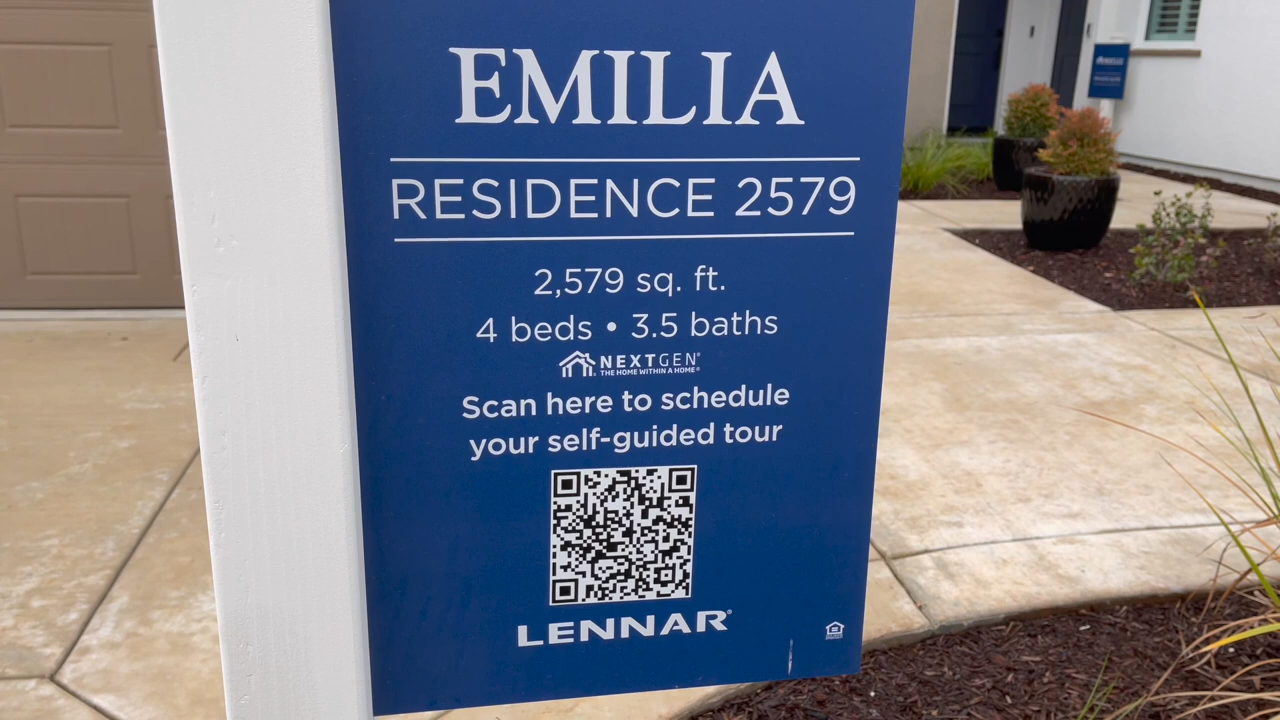 EMILIA
RESIDENCE 2579
2,579 sq. ft.
4 beds • 3.5 baths
NEXTGEN®
THE HOME WITHIN A HOME®
Scan here to schedule
your self-guided tour
LENNAR®